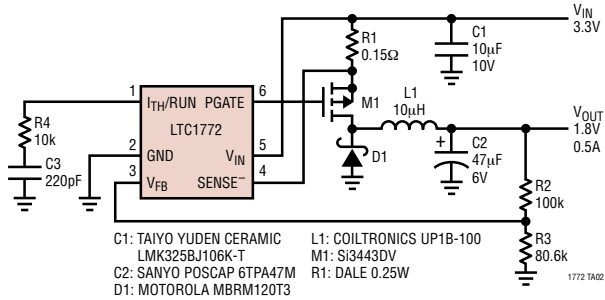 VIN
3.3V
R1
0.15Ω
C1
10µF
10V
1
ITH/RUN PGATE
6
M1
L1
10µH
VOUT
1.8V
0.5A
R4
10k
LTC1772
2
GND
VIN
5
D1
+
C2
47µF
6V
C3
220pF
3
VFB
SENSE–
4
R2
100k
R3
80.6k
C1: TAIYO YUDEN CERAMIC
LMK325BJ106K-T
C2: SANYO POSCAP 6TPA47M
D1: MOTOROLA MBRM120T3
L1: COILTRONICS UP1B-100
M1: Si3443DV
R1: DALE 0.25W
1772 TA02